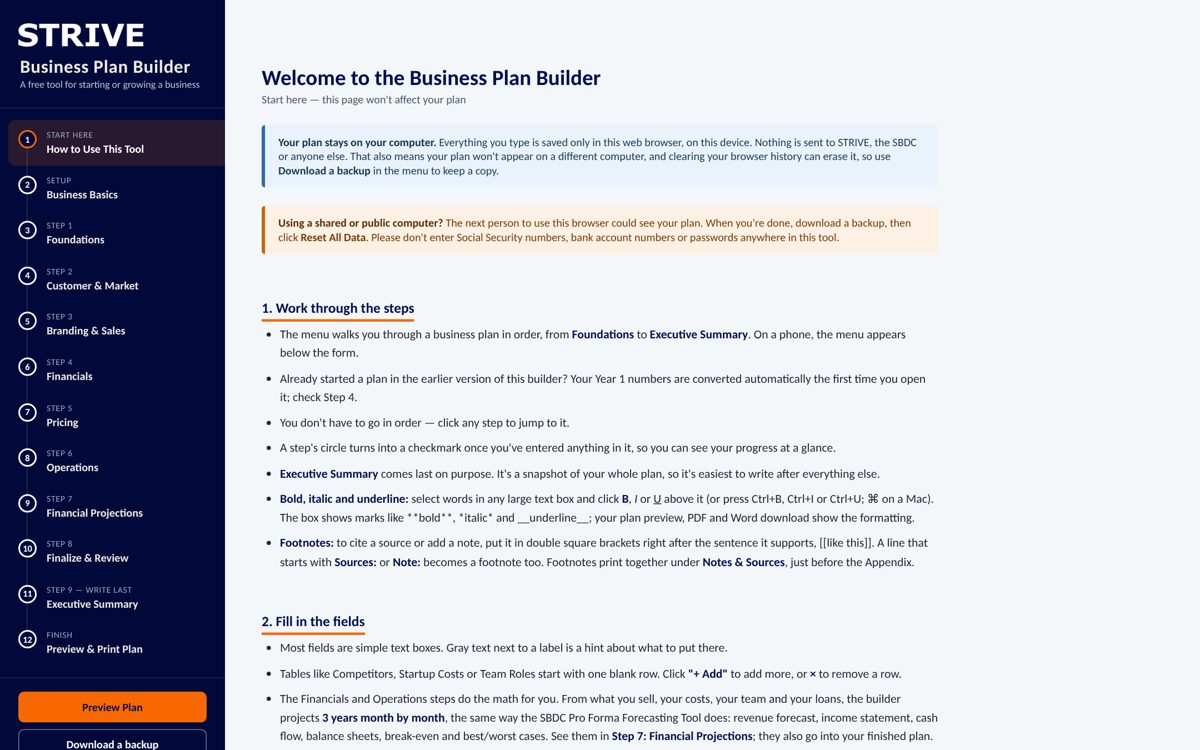 STRIVE
Business Plan Builder
A free tool for starting or growing a business
1
START HERE
How to Use This Tool
2
SETUP
Business Basics
3
STEP 1
Foundations
4
STEP 2
Customer & Market
5
STEP 3
Branding & Sales
6
STEP 4
Financials
7
STEP 5
Pricing
8
STEP 6
Operations
9
STEP 7
Financial Projections
10
STEP 8
Finalize & Review
11
STEP 9 — WRITE LAST
Executive Summary
12
FINISH
Preview & Print Plan
Preview Plan
Download a backup
Welcome to the Business Plan Builder
Start here — this page won't affect your plan
Your plan stays on your computer. Everything you type is saved only in this web browser, on this device. Nothing is sent to STRIVE, the SBDC
or anyone else. That also means your plan won't appear on a different computer, and clearing your browser history can erase it, so use
Download a backup in the menu to keep a copy.
Using a shared or public computer? The next person to use this browser could see your plan. When you're done, download a backup, then
click Reset All Data. Please don't enter Social Security numbers, bank account numbers or passwords anywhere in this tool.
1. Work through the steps
• The menu walks you through a business plan in order, from Foundations to Executive Summary. On a phone, the menu appears
below the form.
• Already started a plan in the earlier version of this builder? Your Year 1 numbers are converted automatically the first time you open
it; check Step 4.
• You don't have to go in order — click any step to jump to it.
• A step's circle turns into a checkmark once you've entered anything in it, so you can see your progress at a glance.
• Executive Summary comes last on purpose. It's a snapshot of your whole plan, so it's easiest to write after everything else.
• Bold, italic and underline: select words in any large text box and click B, I or U above it (or press Ctrl+B, Ctrl+I or Ctrl+U; ⌘ on a Mac).
The box shows marks like **bold**, *italic* and __underline__; your plan preview, PDF and Word download show the formatting.
• Footnotes: to cite a source or add a note, put it in double square brackets right after the sentence it supports, [[like this]]. A line that
starts with Sources: or Note: becomes a footnote too. Footnotes print together under Notes & Sources, just before the Appendix.
2. Fill in the fields
• Most fields are simple text boxes. Gray text next to a label is a hint about what to put there.
• Tables like Competitors, Startup Costs or Team Roles start with one blank row. Click "+ Add" to add more, or × to remove a row.
• The Financials and Operations steps do the math for you. From what you sell, your costs, your team and your loans, the builder
projects 3 years month by month, the same way the SBDC Pro Forma Forecasting Tool does: revenue forecast, income statement, cash
flow, balance sheets, break-even and best/worst cases. See them in Step 7: Financial Projections; they also go into your finished plan.